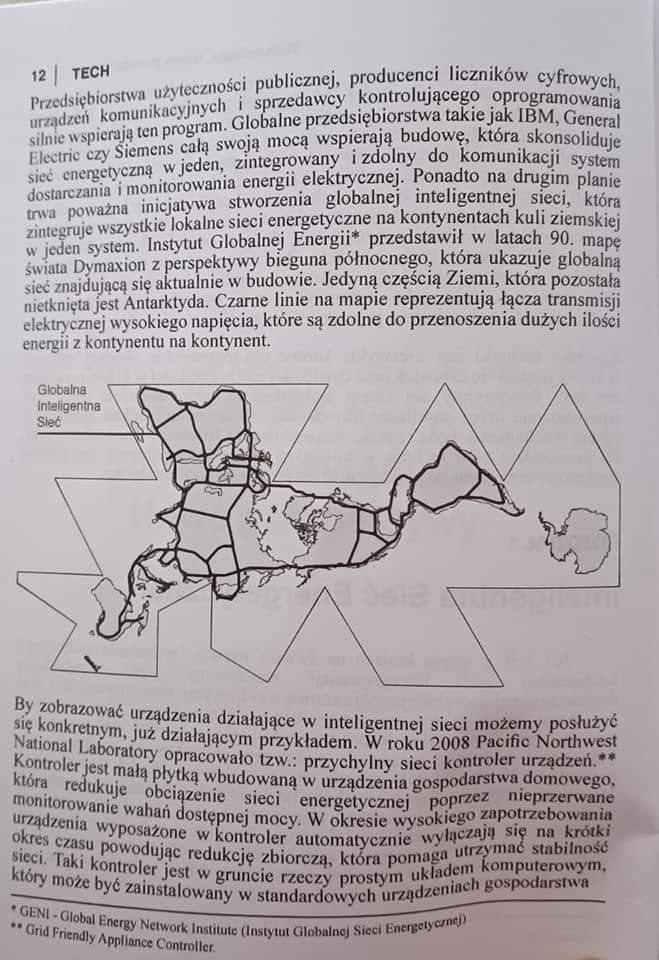 12 | TECH
Przedsiębiorstwa użyteczności publicznej, producenci liczników cyfrowych,
urządzeń komunikacyjnych i sprzedawcy kontrolującego oprogramowania
silnie wspierają ten program. Globalne przedsiębiorstwa takie jak IBM, General
Electric czy Siemens całą swoją mocą wspierają budowę, która skonsoliduje
sieć energetyczną w jeden, zintegrowany i zdolny do komunikacji system
dostarczania i monitorowania energii elektrycznej. Ponadto na drugim planie
trwa poważna inicjatywa stworzenia globalnej inteligentnej sieci, która
zintegruje wszystkie lokalne sieci energetyczne na kontynentach kuli ziemskiej
w jeden system. Instytut Globalnej Energii* przedstawił w latach 90. mapę
świata Dymaxion z perspektywy bieguna północnego, która ukazuje globalną
sieć znajdującą się aktualnie w budowie. Jedyną częścią Ziemi, która pozostała
nietknięta jest Antarktyda. Czarne linie na mapie reprezentują łącza transmisji
elektrycznej wysokiego napięcia, które są zdolne do przenoszenia dużych ilości
energii z kontynentu na kontynent.
Globalna
Inteligentna
Sieć
By zobrazować urządzenia działające w inteligentnej sieci możemy posłużyć
się konkretnym, już działającym przykładem. W roku 2008 Pacific Northwest
National Laboratory opracowało tzw.: przychylny sieci kontroler urządzeń.**
Kontroler jest małą płytką wbudowaną w urządzenia gospodarstwa domowego,
która redukuje obciązenie sieci energetycznej poprzez nieprzerwane
monitorowanie wahań dostępnej mocy. W okresie wysokiego zapotrzebowania
urządzenia wyposażone w kontroler automatycznie wyłączają się na krótki
okres czasu powodując redukcję zbiorczą, która pomaga utrzymać stabilność
sieci. Taki kontroler jest w gruncie rzeczy prostym układem komputerowym,
który może być zainstalowany w standardowych urządzeniach gospodarstwa
* GENI - Global Energy Network Institute (Instytut Globalnej Sieci Energetycznej)
** Grid Friendly Appliance Controller.